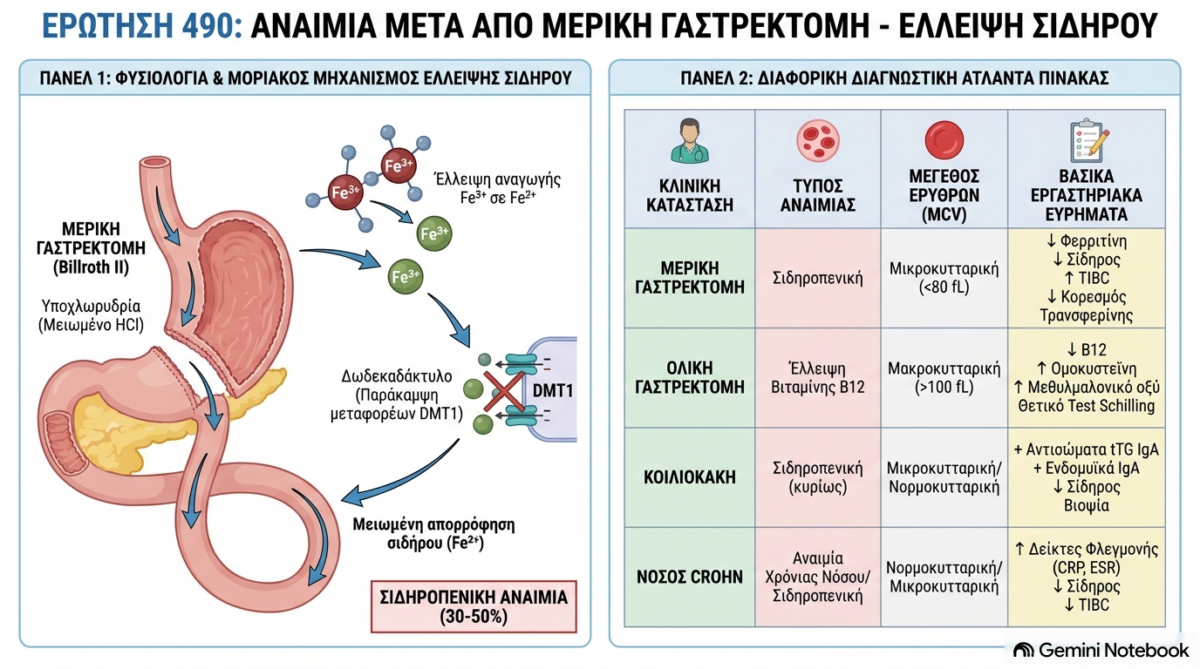 ΕΡΩΤΗΣΗ 490: ΑΝΑΙΜΙΑ ΜΕΤΑ ΑΠΟ ΜΕΡΙΚΗ ΓΑΣΤΡΕΚΤΟΜΗ - ΕΛΛΕΙΨΗ ΣΙΔΗΡΟΥ
ΠΑΝΕΛ 1: ΦΥΣΙΟΛΟΓΙΑ & ΜΟΡΙΑΚΟΣ ΜΗΧΑΝΙΣΜΟΣ ΕΛΛΕΙΨΗΣ ΣΙΔΗΡΟΥ
Fe³⁺
Fe³⁺
Έλλειψη αναγωγής
Fe³⁺ σε Fe²⁺
Fe³⁺
Fe³⁺
ΜΕΡΙΚΗ
ΓΑΣΤΡΕΚΤΟΜΗ
(Billroth II)
Υποχλωρυδρία
(Μειωμένο HCl)
Δωδεκαδάκτυλο
(Παράκαμψη
μεταφορέων DMT1)
DMT1
Μειωμένη απορρόφηση
σιδήρου (Fe²⁺)
ΣΙΔΗΡΟΠΕΝΙΚΗ ΑΝΑΙΜΙΑ
(30-50%)
ΠΑΝΕΛ 2: ΔΙΑΦΟΡΙΚΗ ΔΙΑΓΝΩΣΤΙΚΗ ΑΤΛΑΝΤΑ ΠΙΝΑΚΑΣ
ΚΛΙΝΙΚΗ
ΚΑΤΑΣΤΑΣΗ
ΤΥΠΟΣ
ΑΝΑΙΜΙΑΣ
ΜΕΓΕΘΟΣ
ΕΡΥΘΡΩΝ
(MCV)
ΒΑΣΙΚΑ
ΕΡΓΑΣΤΗΡΙΑΚΑ
ΕΥΡΗΜΑΤΑ
ΜΕΡΙΚΗ
ΓΑΣΤΡΕΚΤΟΜΗ
Σιδηροπενική
Μικροκυτταρική
(<80 fL)
↓ Φερριτίνη
↓ Σίδηρος
↑ TIBC
↓ Κορεσμός
Τρανσφερίνης
ΟΛΙΚΗ
ΓΑΣΤΡΕΚΤΟΜΗ
Έλλειψη
Βιταμίνης B12
Μακροκυτταρική
(>100 fL)
↓ B12
↑ Ομοκυστεΐνη
↑ Μεθυλμαλονικό οξύ
Θετικό Test Schilling
ΚΟΙΛΙΟΚΑΚΗ
Σιδηροπενική
(κυρίως)
Μικροκυτταρική/
Νορμοκυτταρική
+ Αντισώματα tTG IgA
+ Ενδομυϊκά IgA
↓ Σίδηρος
Βιοψία
ΝΟΣΟΣ CROHN
Αναιμία
Χρόνιας Νόσου/
Σιδηροπενική
Νορμοκυτταρική/
Μικροκυτταρική
↑ Δείκτες Φλεγμονής
(CRP, ESR)
↓ Σίδηρος
↓ TIBC
Gemini Notebook